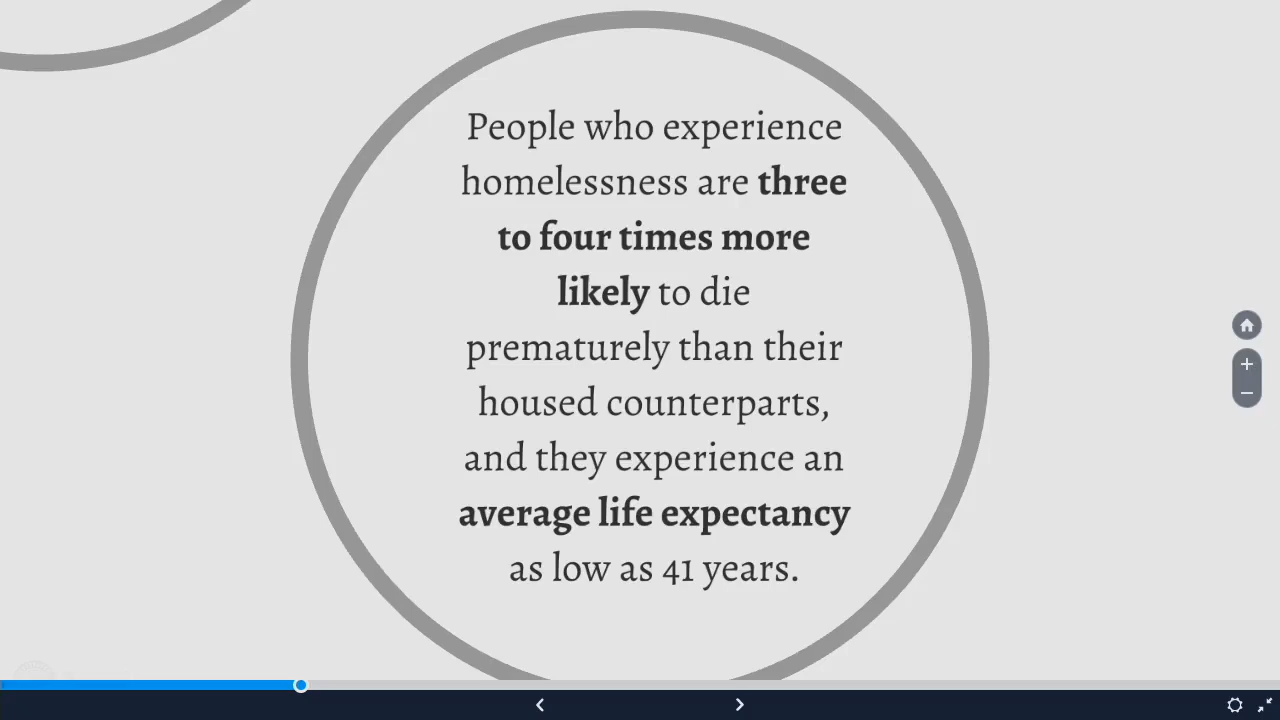 People who experience
homelessness are three
to four times more
likely to die
prematurely than their
housed counterparts,
and they experience an
average life expectancy
as low as 41 years.